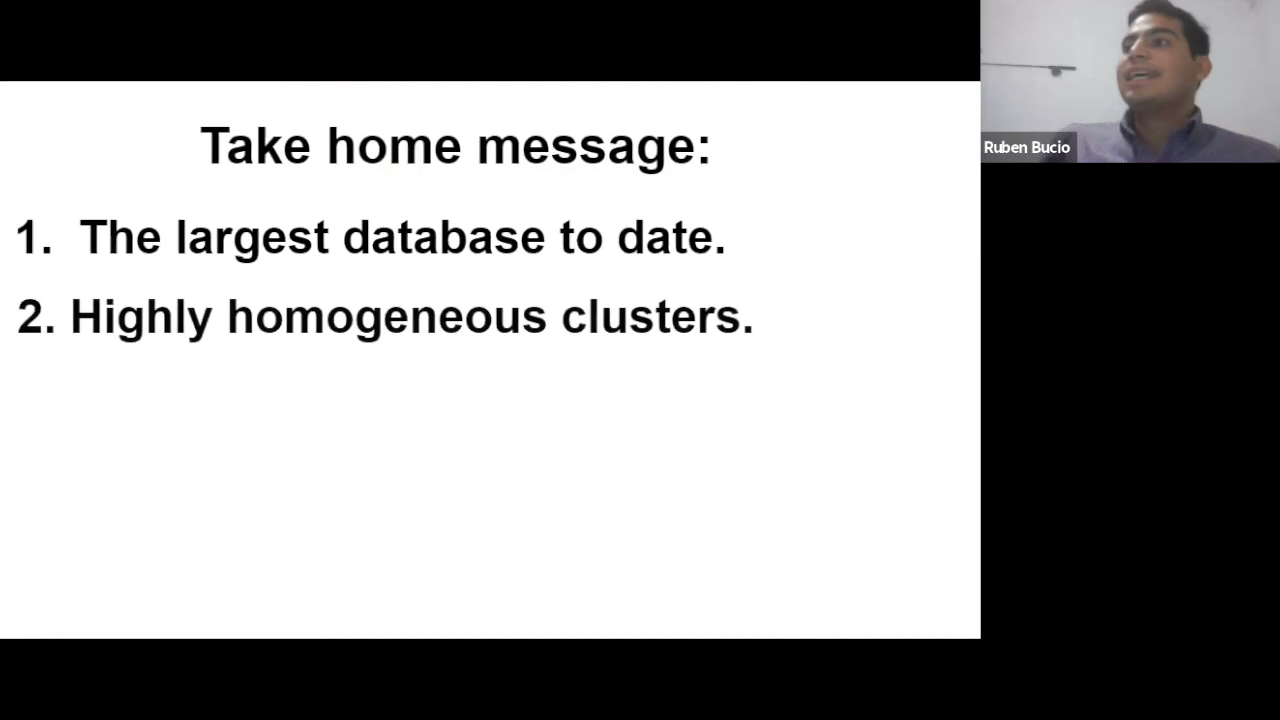 Take home message:
1. The largest database to date.
2. Highly homogeneous clusters.
Ruben Bucio